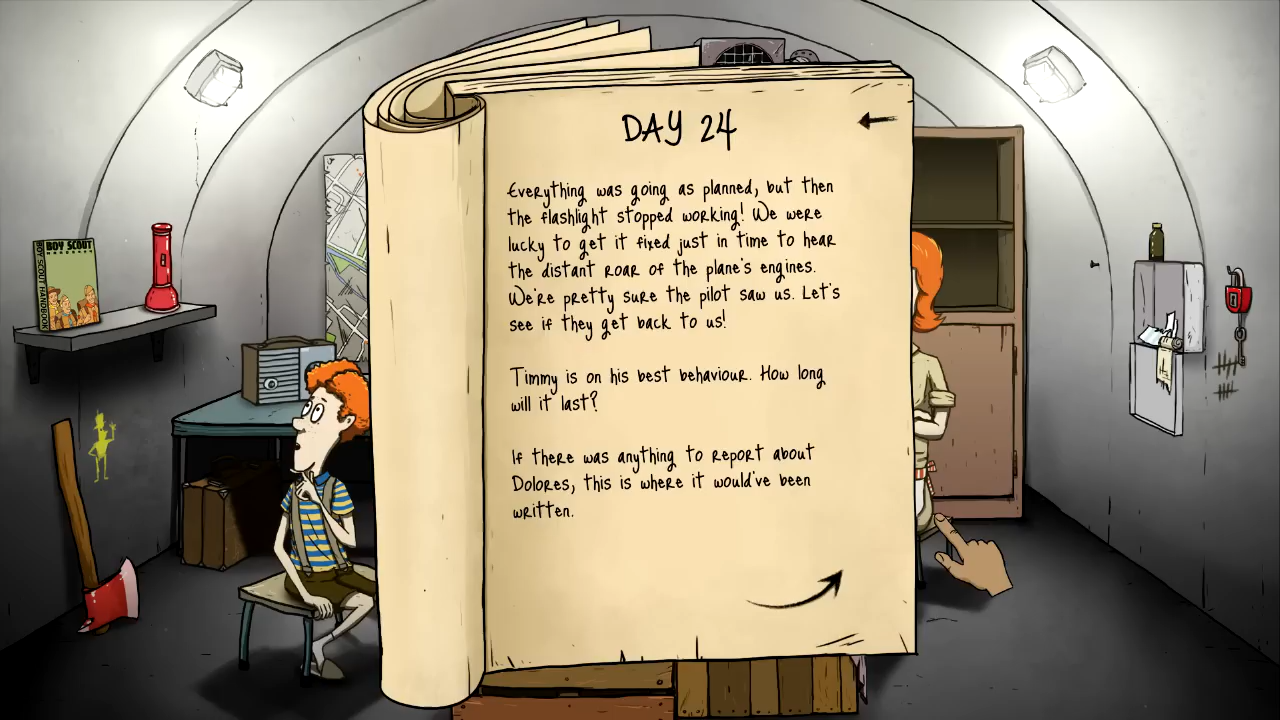 DAY 24
Everything was going as planned, but then
the flashlight stopped working! We were
lucky to get it fixed just in time to hear
the distant roar of the plane's engines.
We're pretty sure the pilot saw us. Let's
see if they get back to us!
Timmy is on his best behaviour. How long
will it last?
If there was anything to report about
Dolores, this is where it would've been
written.
BOY SCOUT
BOY SCOUT HANDBOOK